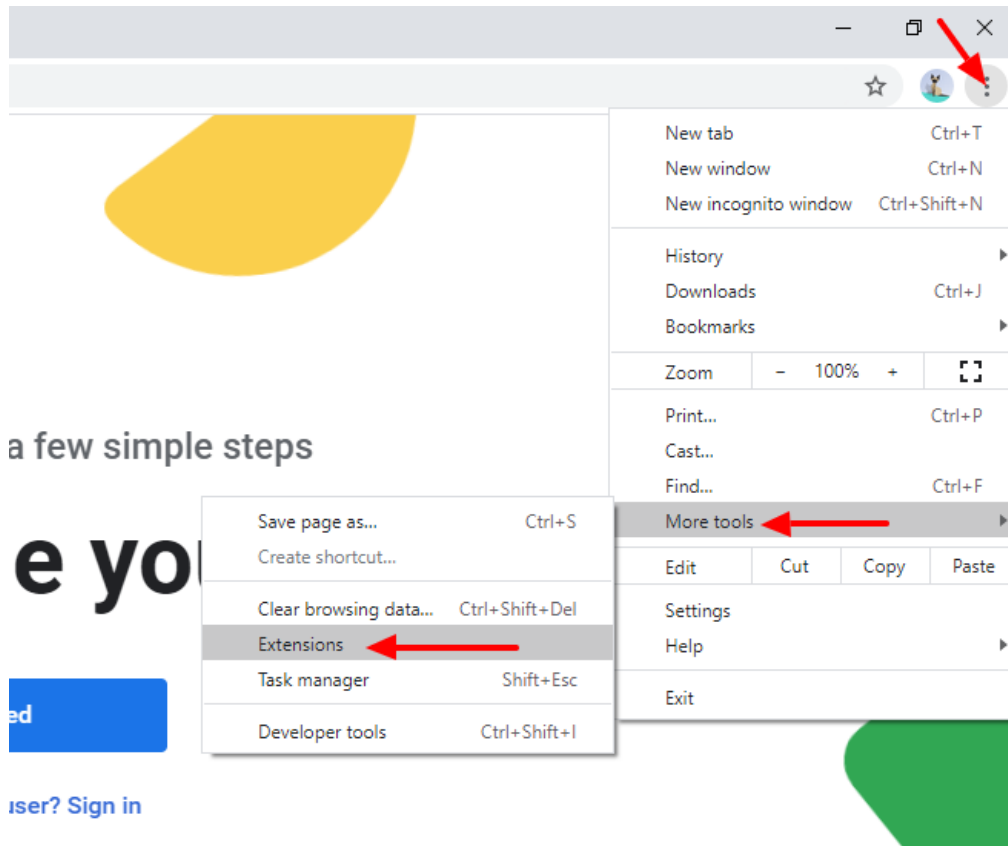 New tab Ctrl+T
New window Ctrl+N
New incognito window Ctrl+Shift+N
History
Downloads Ctrl+J
Bookmarks
Zoom - 100% +
Print... Ctrl+P
Cast...
Find... Ctrl+F
More tools
Edit Cut Copy Paste
Settings
Help
Exit
a few simple steps
e yo
Save page as... Ctrl+S
Create shortcut...
Clear browsing data... Ctrl+Shift+Del
Extensions
Task manager Shift+Esc
Developer tools Ctrl+Shift+I
ed
user? Sign in